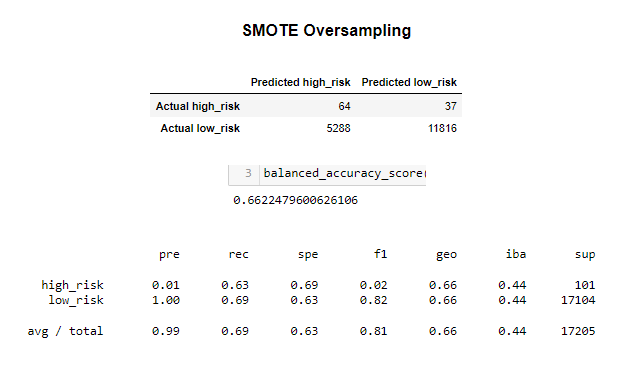 SMOTE Oversampling
Predicted high_risk Predicted low_risk
Actual high_risk 64 37
Actual low_risk 5288 11816
3 balanced_accuracy_score(
0.6622479600626106
pre rec spe f1 geo iba sup
high_risk 0.01 0.63 0.69 0.02 0.66 0.44 101
low_risk 1.00 0.69 0.63 0.82 0.66 0.44 17104
avg / total 0.99 0.69 0.63 0.81 0.66 0.44 17205